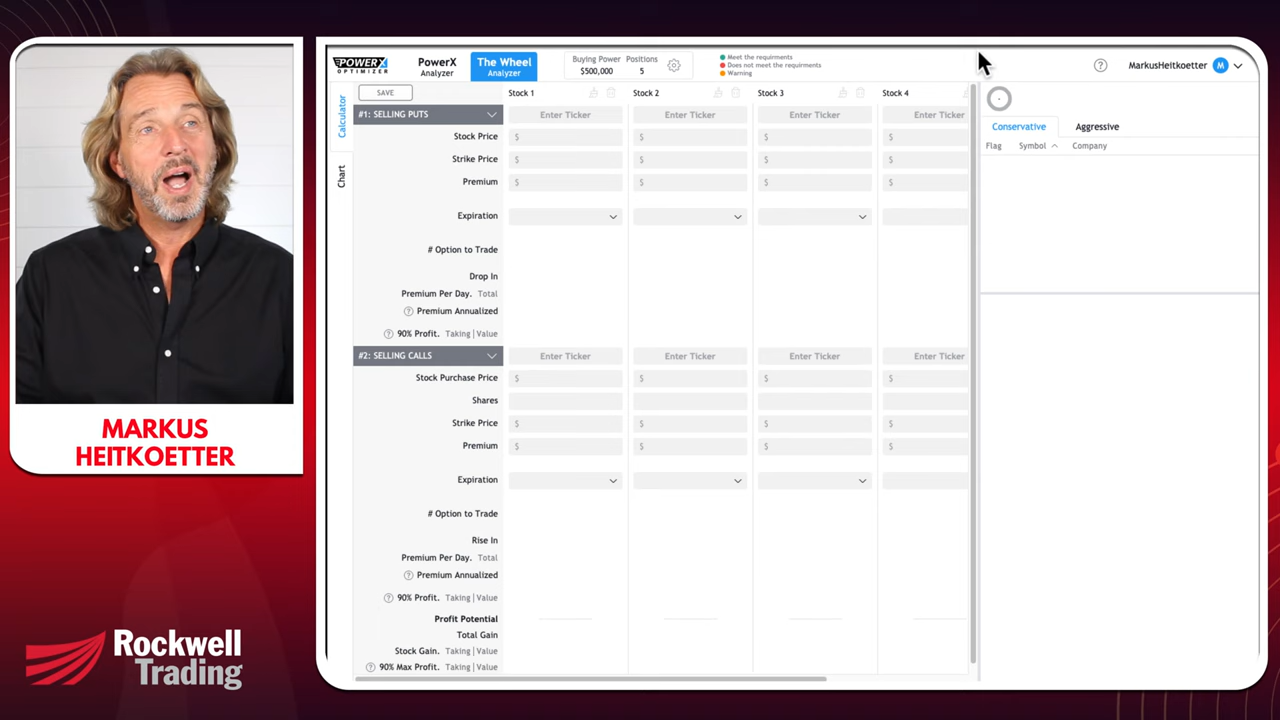 MARKUS
HEITKOETTER
Rockwell
Trading
POWERX
OPTIMIZER
PowerX
Analyzer
The Wheel
Analyzer
Buying Power Positions
$500,000 5
Meet the requirments
Does not meet the requirments
Warning
MarkusHeitkoetter M
Calculator
Chart
SAVE
Stock 1 Stock 2 Stock 3 Stock 4
#1: SELLING PUTS Enter Ticker Enter Ticker Enter Ticker Enter Ticker
Stock Price $ $ $ $
Strike Price $ $ $ $
Premium $ $ $ $
Expiration
# Option to Trade
Drop In
Premium Per Day. Total
? Premium Annualized
? 90% Profit. Taking | Value
#2: SELLING CALLS Enter Ticker Enter Ticker Enter Ticker Enter Ticker
Stock Purchase Price $ $ $ $
Shares
Strike Price $ $ $ $
Premium $ $ $ $
Expiration
# Option to Trade
Rise In
Premium Per Day. Total
? Premium Annualized
? 90% Profit. Taking | Value
Profit Potential
Total Gain
Stock Gain. Taking | Value
? 90% Max Profit. Taking | Value
?
Conservative Aggressive
Flag Symbol Company